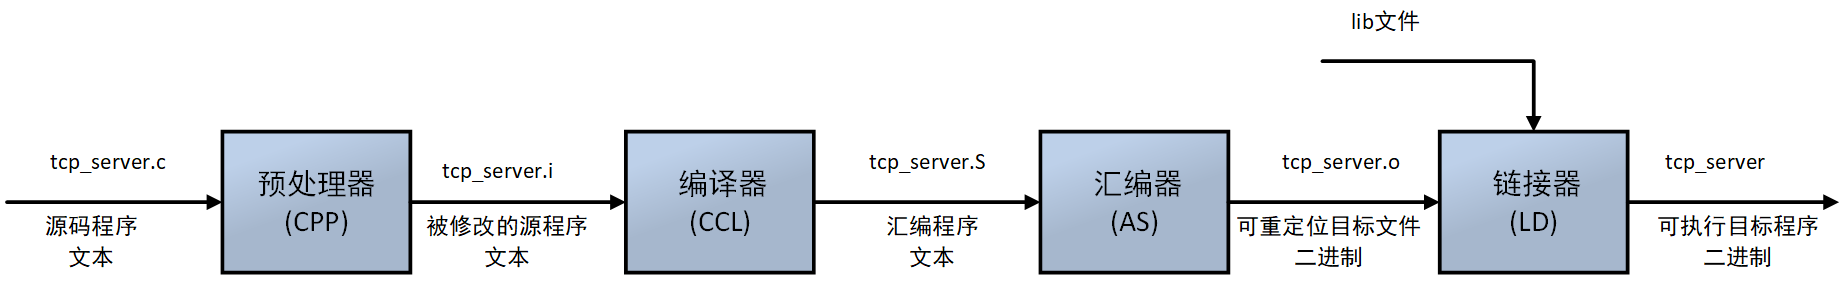 lib文件
tcp_server.c
源码程序
文本
预处理器
(CPP)
tcp_server.i
被修改的源程序
文本
编译器
(CCL)
tcp_server.S
汇编程序
文本
汇编器
(AS)
tcp_server.o
可重定位目标文件
二进制
链接器
(LD)
tcp_server
可执行目标程序
二进制